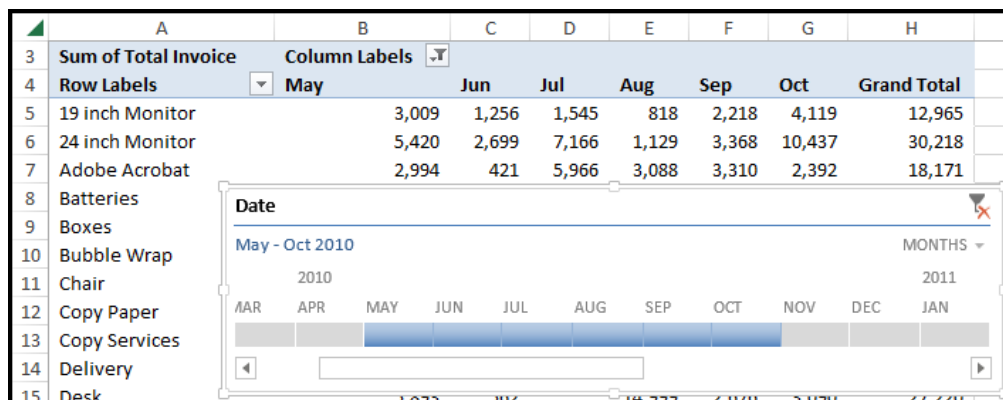 A B C D E F G H
3 Sum of Total Invoice Column Labels
4 Row Labels May Jun Jul Aug Sep Oct Grand Total
5 19 inch Monitor 3,009 1,256 1,545 818 2,218 4,119 12,965
6 24 inch Monitor 5,420 2,699 7,166 1,129 3,368 10,437 30,218
7 Adobe Acrobat 2,994 421 5,966 3,088 3,310 2,392 18,171
8 Batteries
Date
9 Boxes
May - Oct 2010 MONTHS
10 Bubble Wrap
11 Chair 2010 2011
12 Copy Paper APR MAY JUN JUL AUG SEP OCT NOV DEC JAN
13 Copy Services
14 Delivery
15 Desk